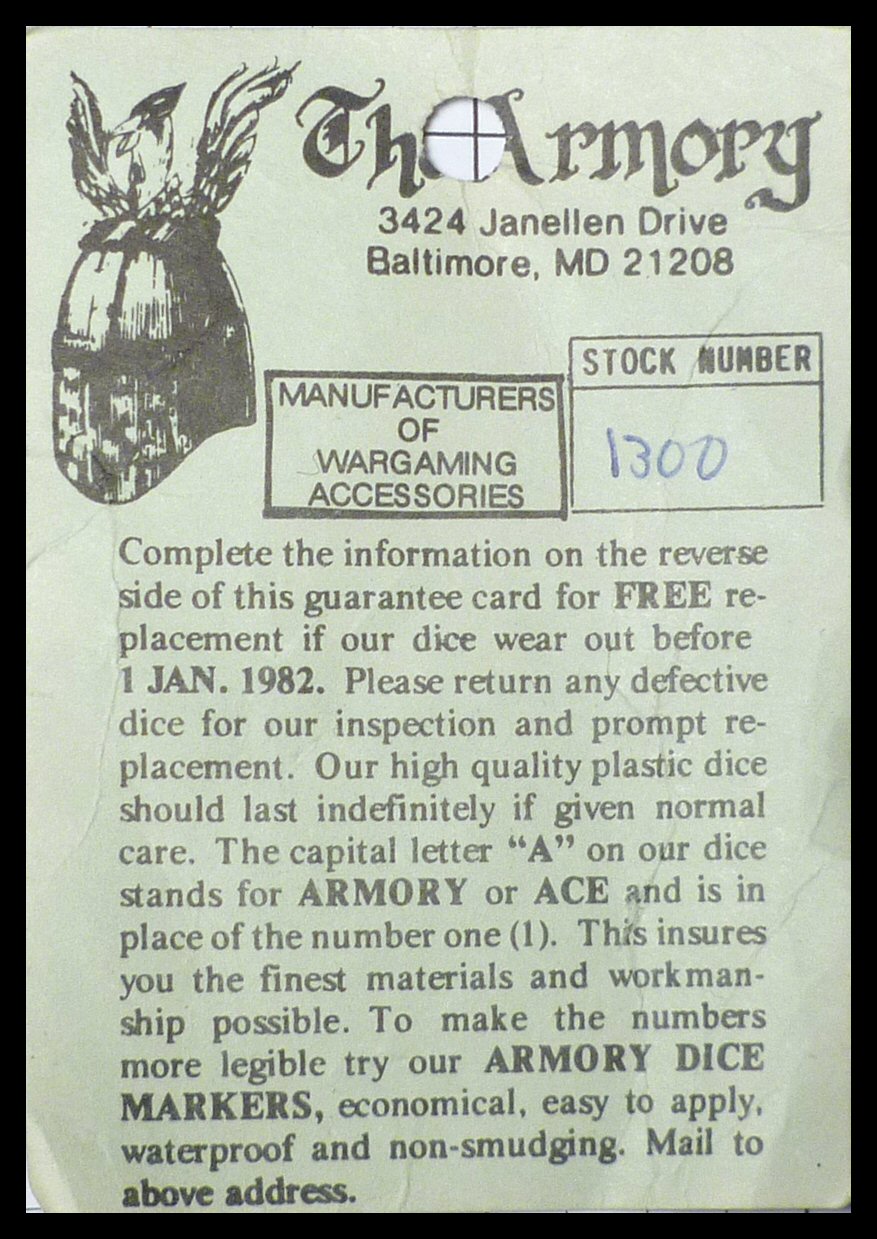 The Armory
3424 Janellen Drive
Baltimore, MD 21208
STOCK NUMBER
1300
MANUFACTURERS
OF
WARGAMING
ACCESSORIES
Complete the information on the reverse
side of this guarantee card for FREE re-
placement if our dice wear out before
1 JAN. 1982. Please return any defective
dice for our inspection and prompt re-
placement. Our high quality plastic dice
should last indefinitely if given normal
care. The capital letter “A” on our dice
stands for ARMORY or ACE and is in
place of the number one (1). This insures
you the finest materials and workman-
ship possible. To make the numbers
more legible try our ARMORY DICE
MARKERS, economical, easy to apply,
waterproof and non-smudging. Mail to
above address.